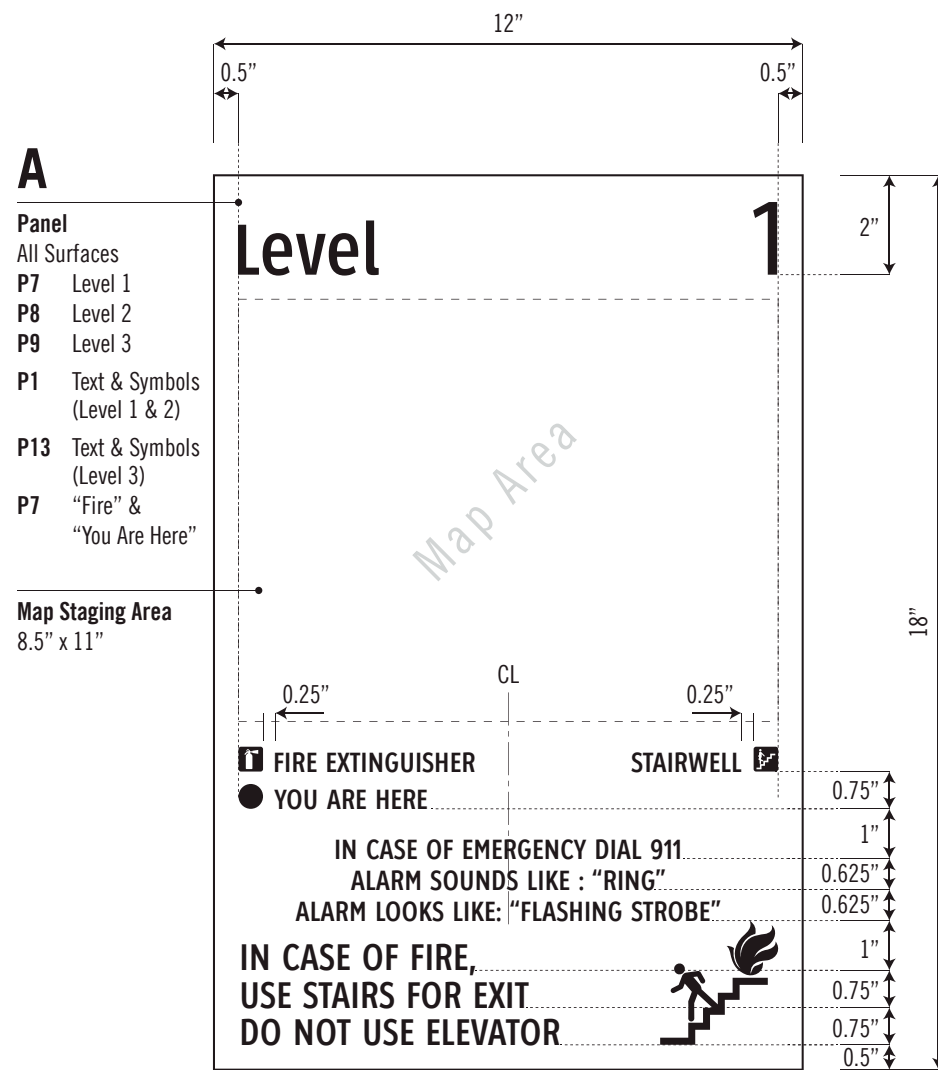 12”
0.5”
0.5”
A
Panel
All Surfaces
P7 Level 1
P8 Level 2
P9 Level 3
P1 Text & Symbols
(Level 1 & 2)
P13 Text & Symbols
(Level 3)
P7 “Fire” &
“You Are Here”
Map Staging Area
8.5” x 11”
Level 1
2”
Map Area
18”
CL
0.25”
0.25”
FIRE EXTINGUISHER
STAIRWELL
YOU ARE HERE
0.75”
1”
IN CASE OF EMERGENCY DIAL 911
0.625”
ALARM SOUNDS LIKE : “RING”
0.625”
ALARM LOOKS LIKE: “FLASHING STROBE”
1”
IN CASE OF FIRE,
0.75”
USE STAIRS FOR EXIT
0.75”
DO NOT USE ELEVATOR
0.5”